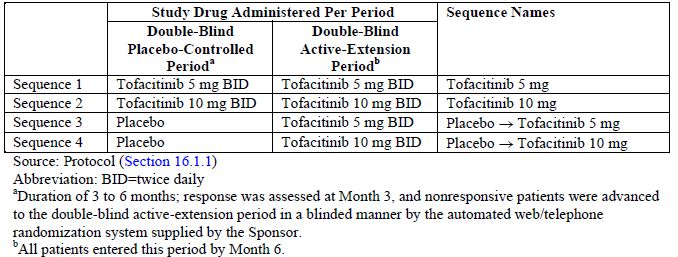 Study Drug Administered Per Period Sequence Names
Double-Blind Double-Blind
Placebo-Controlled Active-Extension
Periodᵃ Periodᵇ
Sequence 1 Tofacitinib 5 mg BID Tofacitinib 5 mg BID Tofacitinib 5 mg
Sequence 2 Tofacitinib 10 mg BID Tofacitinib 10 mg BID Tofacitinib 10 mg
Sequence 3 Placebo Tofacitinib 5 mg BID Placebo → Tofacitinib 5 mg
Sequence 4 Placebo Tofacitinib 10 mg BID Placebo → Tofacitinib 10 mg
Source: Protocol (Section 16.1.1)
Abbreviation: BID=twice daily
ᵃDuration of 3 to 6 months; response was assessed at Month 3, and nonresponsive patients were advanced
to the double-blind active-extension period in a blinded manner by the automated web/telephone
randomization system supplied by the Sponsor.
ᵇAll patients entered this period by Month 6.